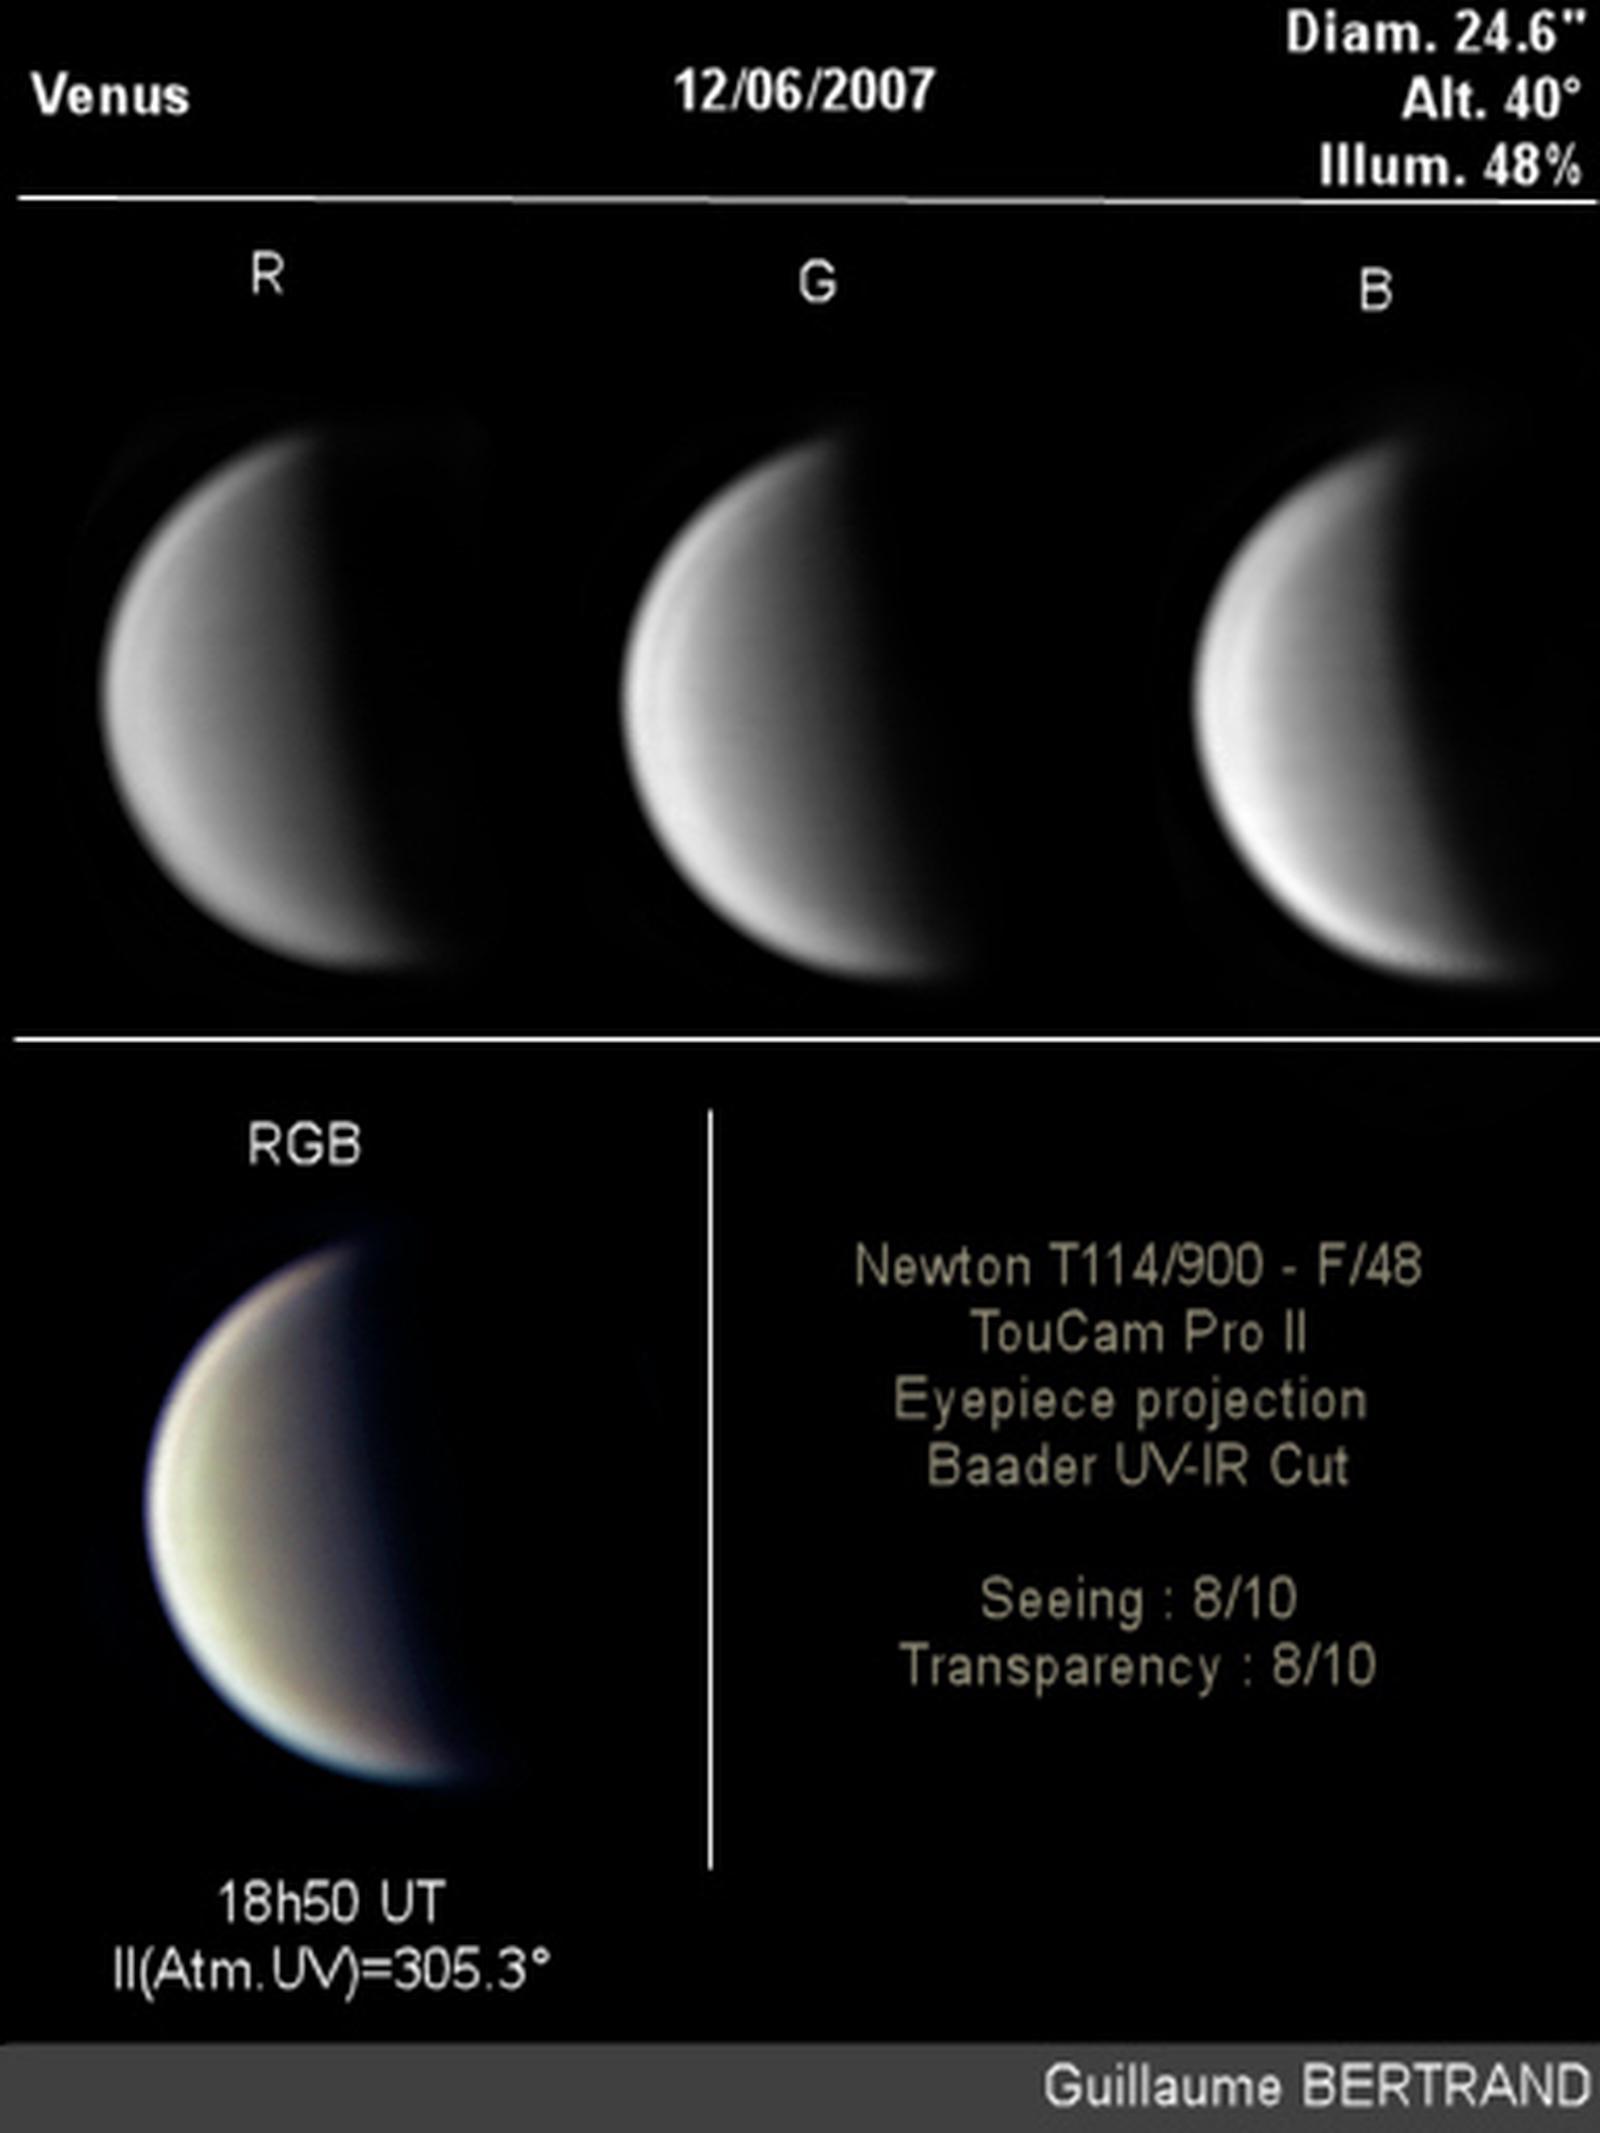 Venus
12/06/2007
Diam. 24.6"
Alt. 40°
Illum. 48%
R
G
B
RGB
Newton T114/900 - F/48
TouCam Pro II
Eyepiece projection
Baader UV-IR Cut
Seeing : 8/10
Transparency : 8/10
18h50 UT
II(Atm.UV)=305.3°
Guillaume BERTRAND